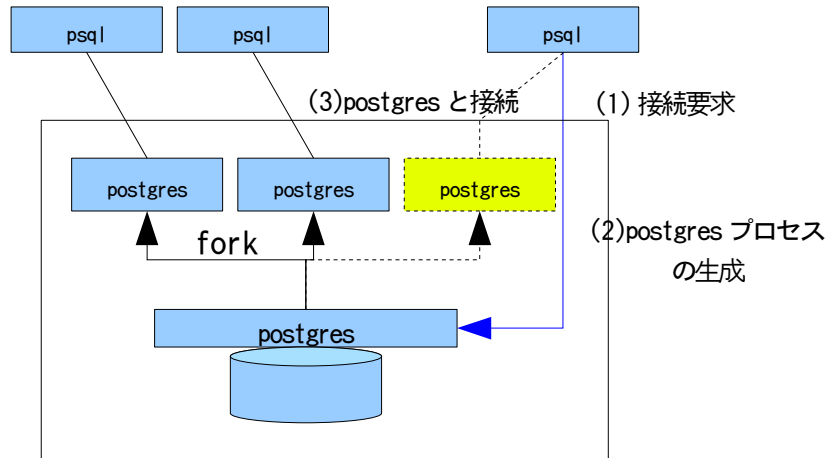 psql
psql
psql
(3)postgres と接続
(1) 接続要求
postgres
postgres
postgres
(2)postgres プロセス
の生成
fork
postgres